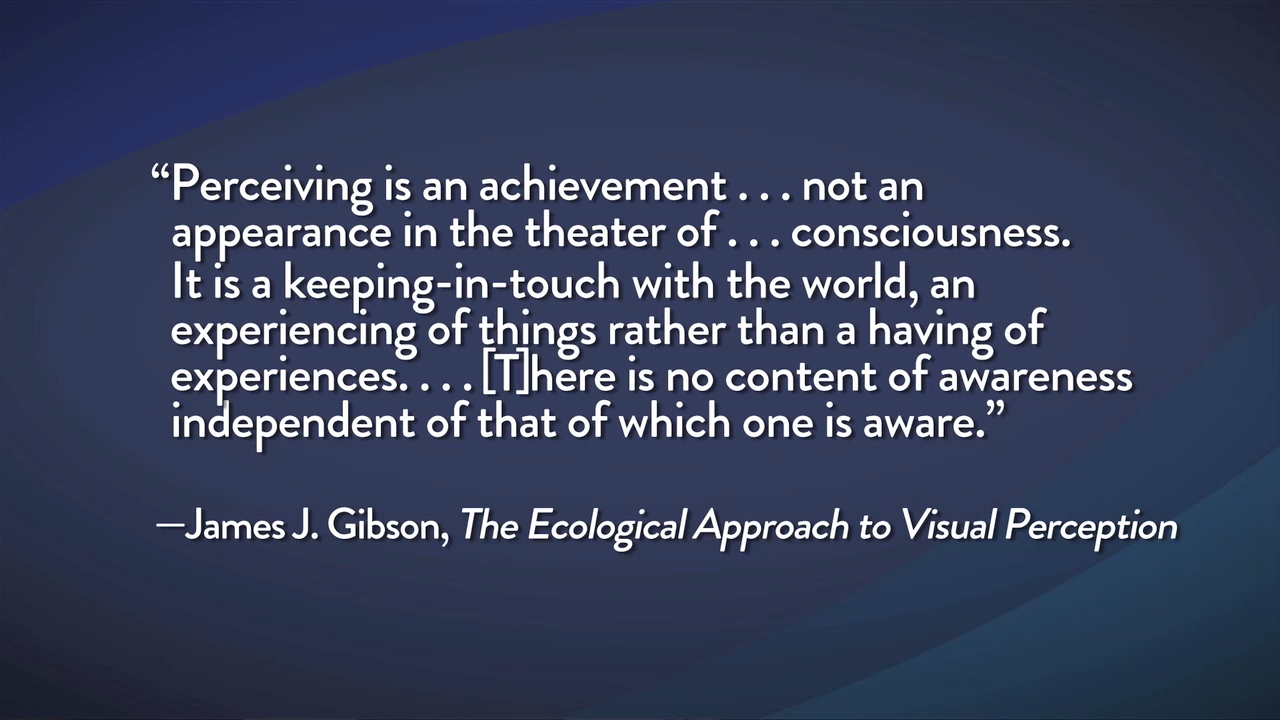 “Perceiving is an achievement . . . not an
appearance in the theater of . . . consciousness.
It is a keeping-in-touch with the world, an
experiencing of things rather than a having of
experiences. . . . [T]here is no content of awareness
independent of that of which one is aware.”
—James J. Gibson, The Ecological Approach to Visual Perception